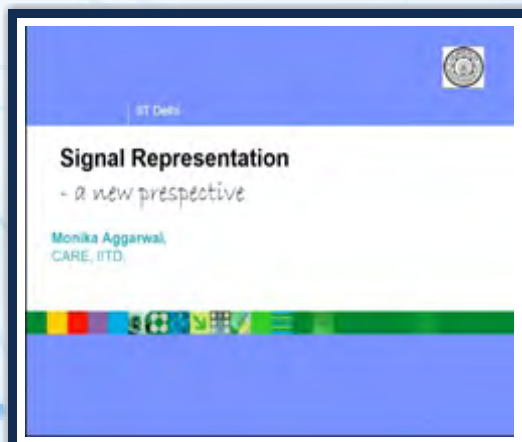 IIT Delhi
Signal Representation
- a new prespective
Monika Aggarwal,
CARE, IITD,